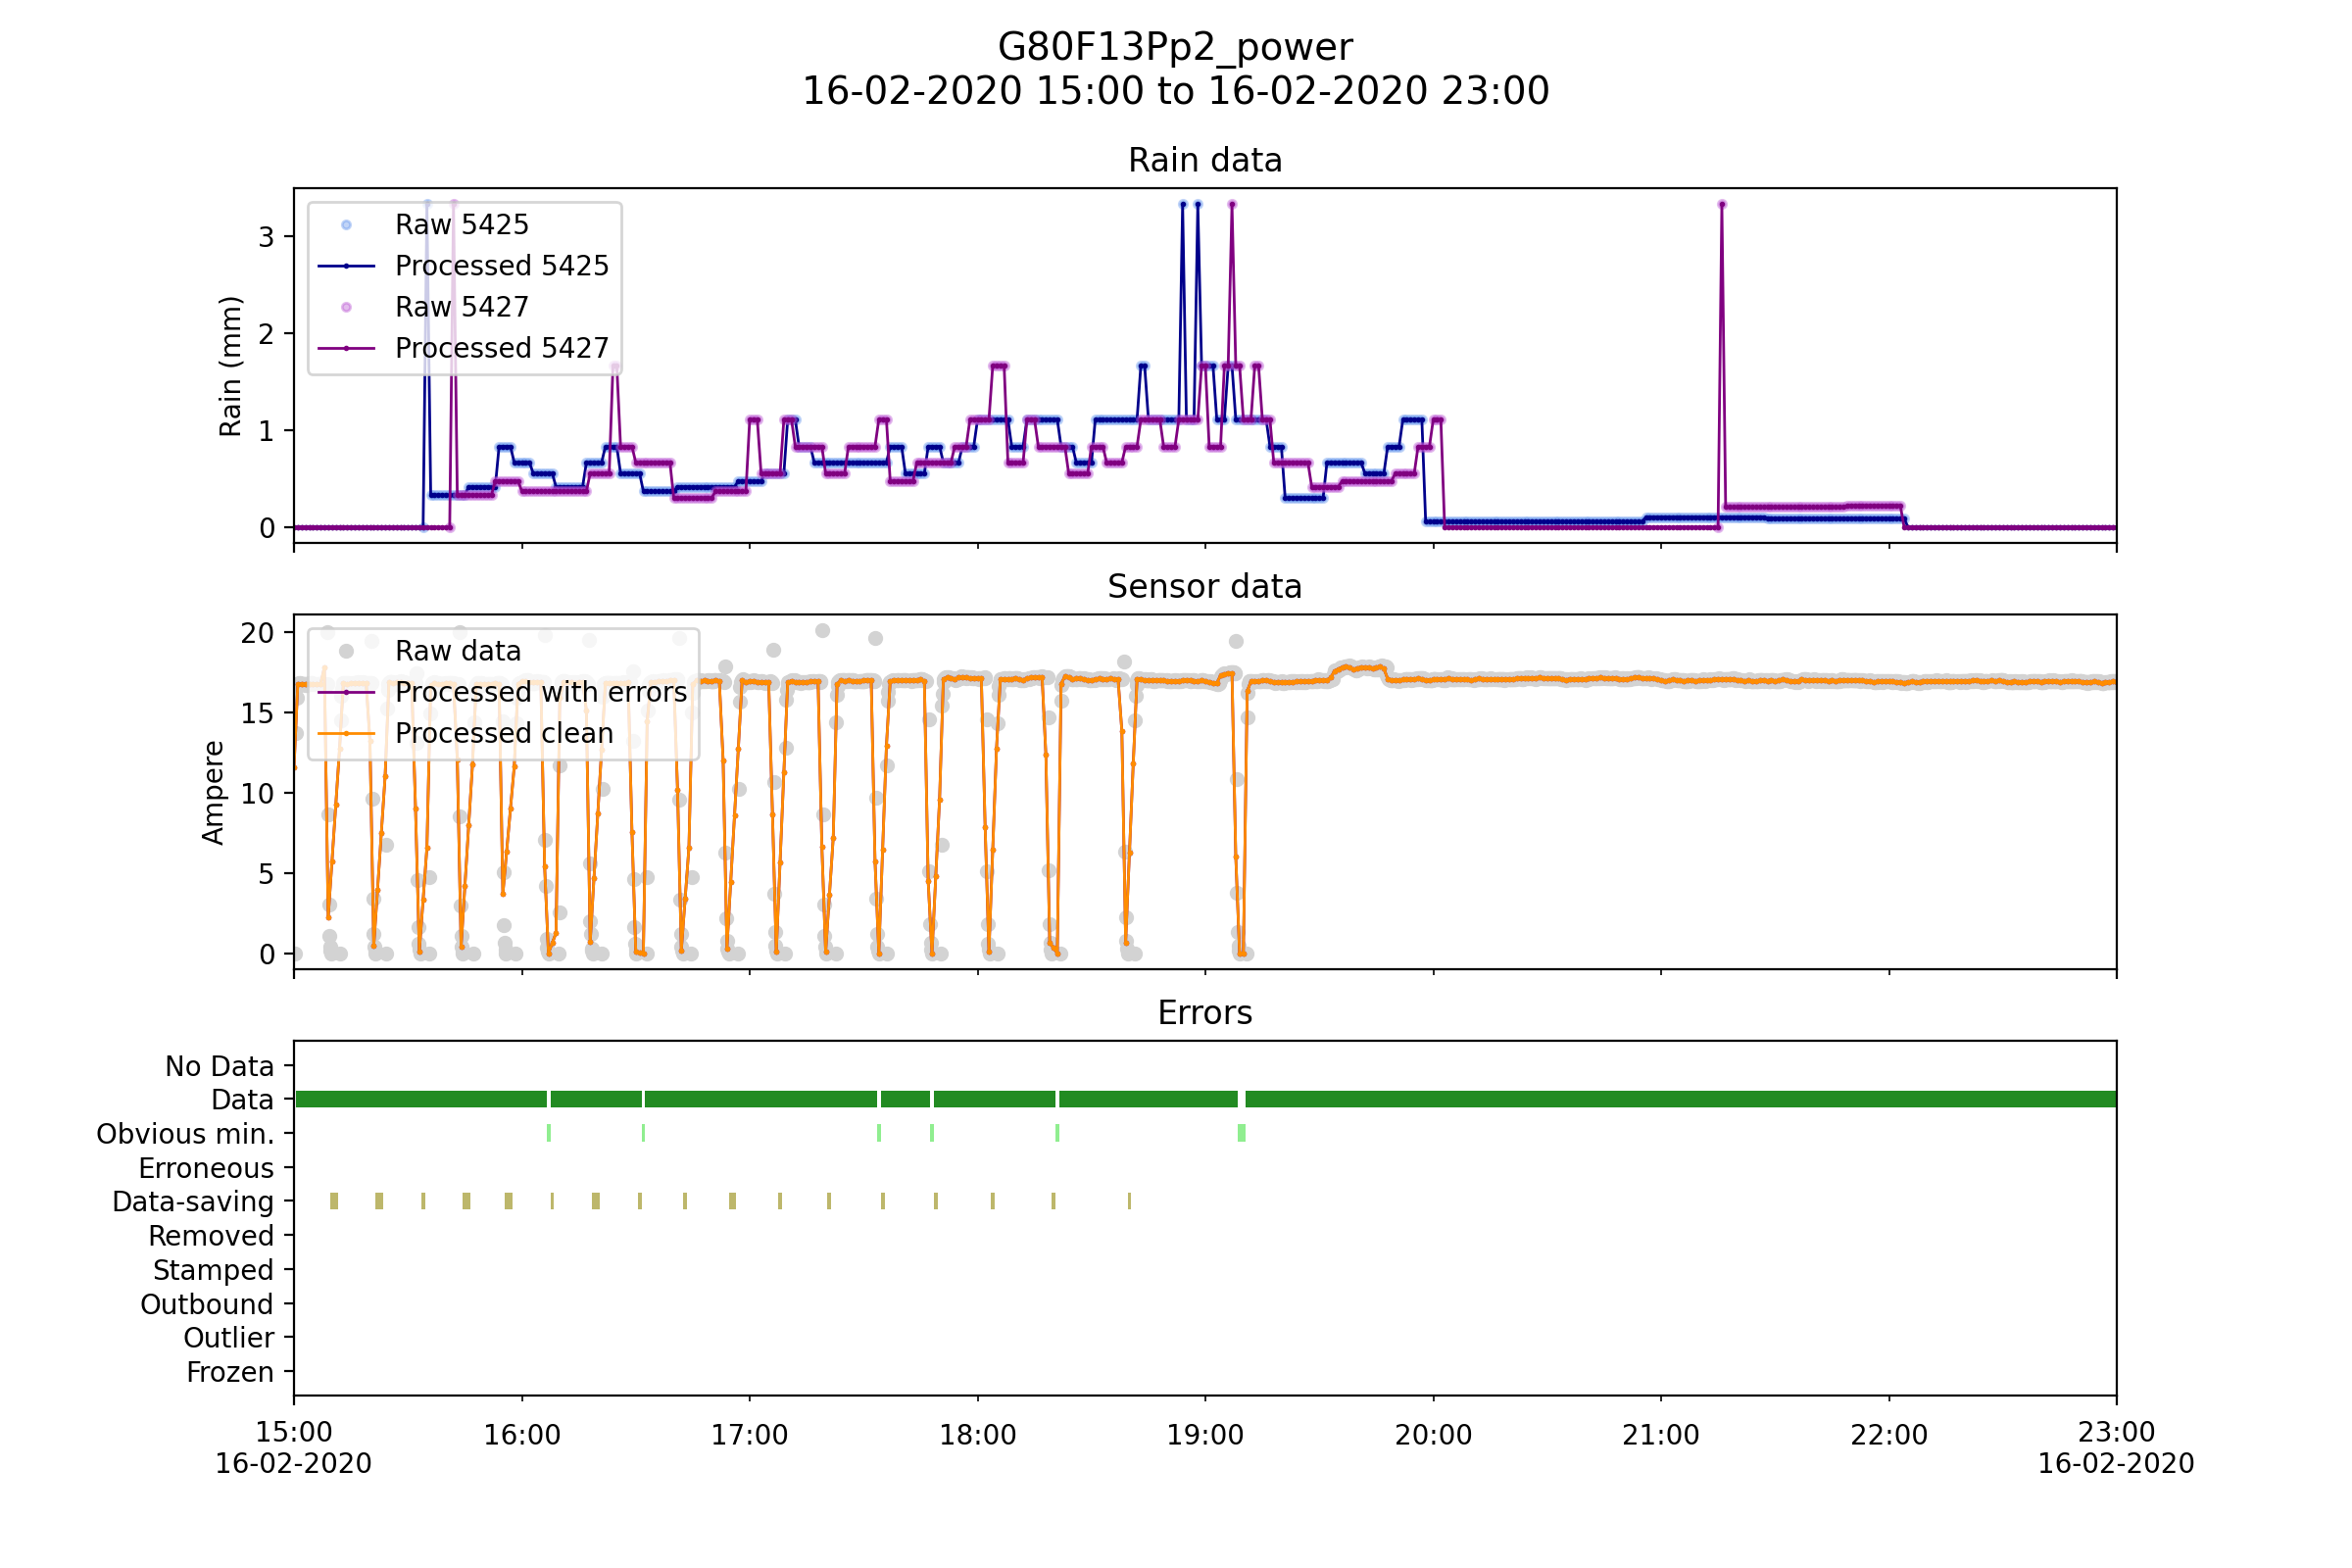 G80F13Pp2_power
16-02-2020 15:00 to 16-02-2020 23:00
Rain data
Rain (mm)
3
2
1
0
Raw 5425
Processed 5425
Raw 5427
Processed 5427
Sensor data
Ampere
20
15
10
5
0
Raw data
Processed with errors
Processed clean
Errors
No Data
Data
Obvious min.
Erroneous
Data-saving
Removed
Stamped
Outbound
Outlier
Frozen
15:00 16:00 17:00 18:00 19:00 20:00 21:00 22:00 23:00
16-02-2020 16-02-2020